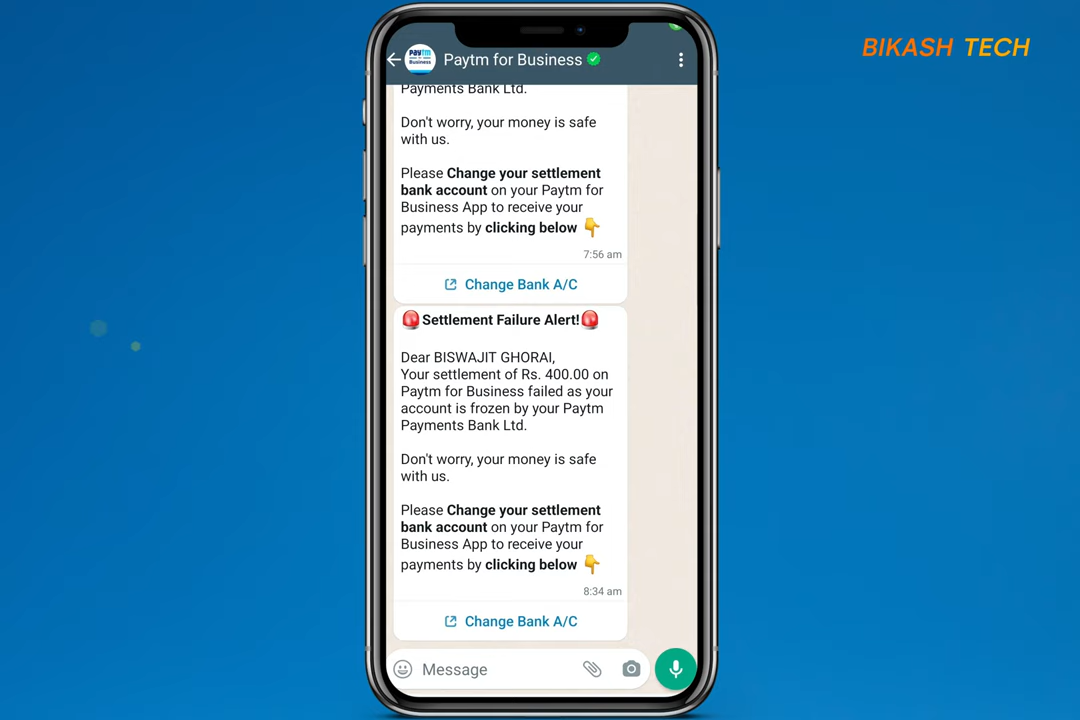 BIKASH TECH
Paytm for Business
paytm
Business
Payments Bank Ltd.
Don't worry, your money is safe
with us.
Please Change your settlement
bank account on your Paytm for
Business App to receive your
payments by clicking below 👇
7:56 am
Change Bank A/C
🚨Settlement Failure Alert!🚨
Dear BISWAJIT GHORAI,
Your settlement of Rs. 400.00 on
Paytm for Business failed as your
account is frozen by your Paytm
Payments Bank Ltd.
Don't worry, your money is safe
with us.
Please Change your settlement
bank account on your Paytm for
Business App to receive your
payments by clicking below 👇
8:34 am
Change Bank A/C
Message